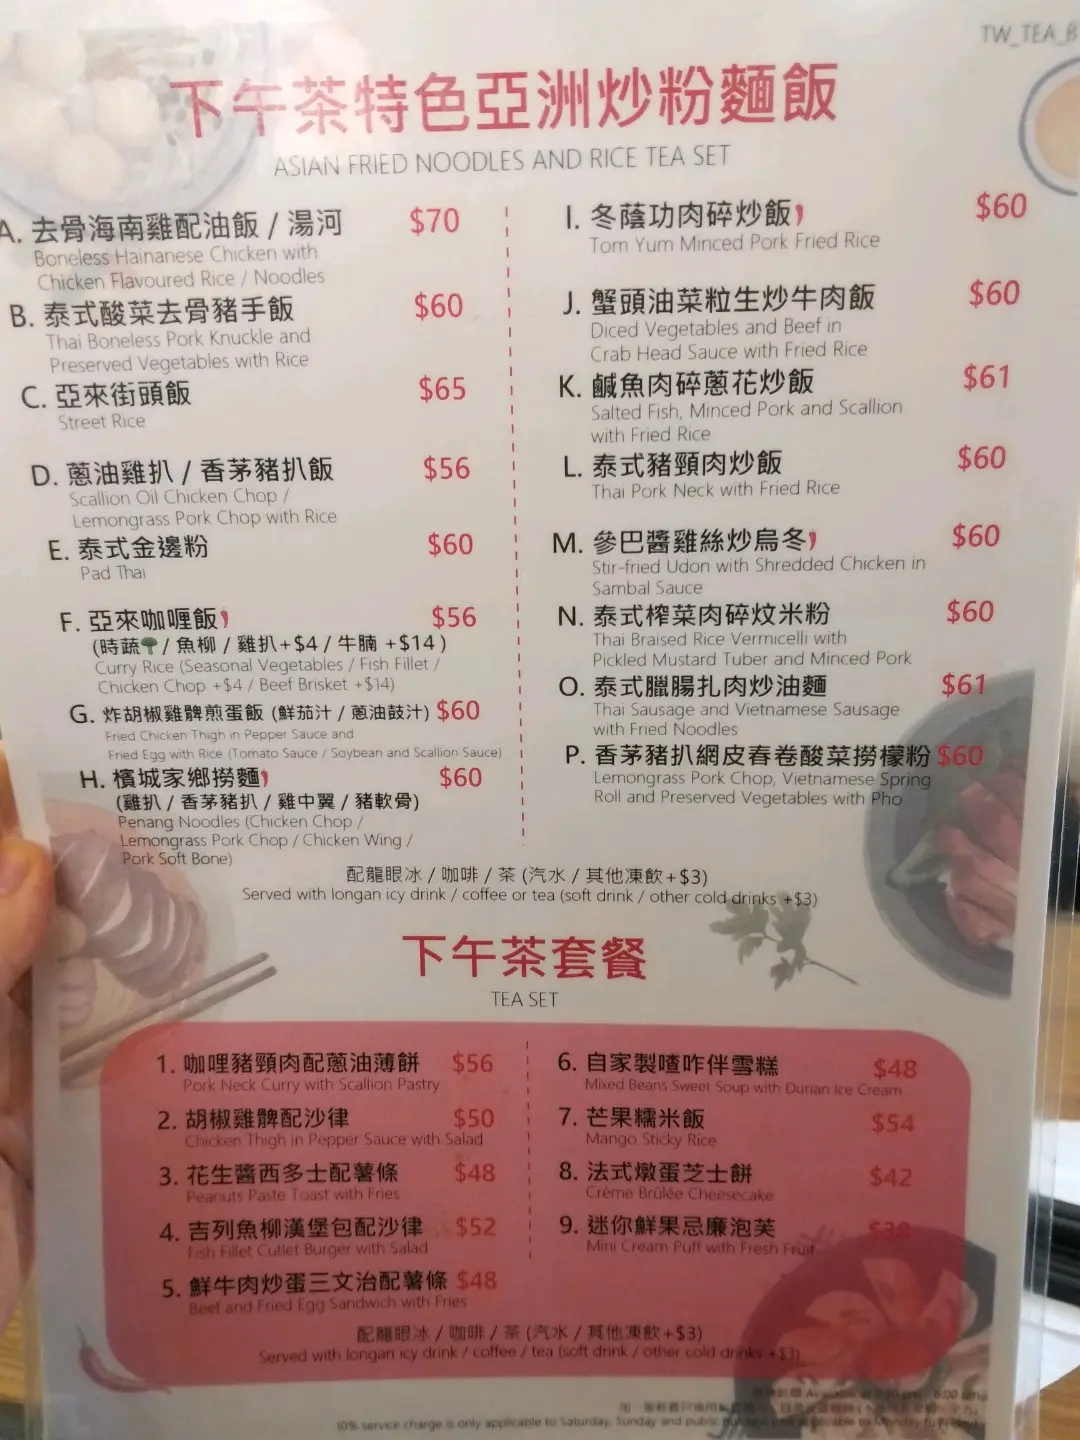 TW_TEA_B
下午茶特色亞洲炒粉麵飯
ASIAN FRIED NOODLES AND RICE TEA SET
A. 去骨海南雞配油飯 / 湯河 $70
Boneless Hainanese Chicken with
Chicken Flavoured Rice / Noodles
B. 泰式酸菜去骨豬手飯 $60
Thai Boneless Pork Knuckle and
Preserved Vegetables with Rice
C. 亞來街頭飯 $65
Street Rice
D. 蔥油雞扒 / 香茅豬扒飯 $56
Scallion Oil Chicken Chop /
Lemongrass Pork Chop with Rice
E. 泰式金邊粉 $60
Pad Thai
F. 亞來咖喱飯 $56
(時蔬 / 魚柳 / 雞扒+$4 / 牛腩 +$14 )
Curry Rice (Seasonal Vegetables / Fish Fillet /
Chicken Chop +$4 / Beef Brisket +$14)
G. 炸胡椒雞髀煎蛋飯 (鮮茄汁 / 蔥油豉汁) $60
Fried Chicken Thigh in Pepper Sauce and
Fried Egg with Rice (Tomato Sauce / Soybean and Scallion Sauce)
H. 檳城家鄉撈麵 $60
(雞扒 / 香茅豬扒 / 雞中翼 / 豬軟骨)
Penang Noodles (Chicken Chop /
Lemongrass Pork Chop / Chicken Wing /
Pork Soft Bone)
I. 冬蔭功肉碎炒飯 $60
Tom Yum Minced Pork Fried Rice
J. 蟹頭油菜粒生炒牛肉飯 $60
Diced Vegetables and Beef in
Crab Head Sauce with Fried Rice
K. 鹹魚肉碎蔥花炒飯 $61
Salted Fish, Minced Pork and Scallion
with Fried Rice
L. 泰式豬頸肉炒飯 $60
Thai Pork Neck with Fried Rice
M. 參巴醬雞絲炒烏冬 $60
Stir-fried Udon with Shredded Chicken in
Sambal Sauce
N. 泰式榨菜肉碎炆米粉 $60
Thai Braised Rice Vermicelli with
Pickled Mustard Tuber and Minced Pork
O. 泰式臘腸扎肉炒油麵 $61
Thai Sausage and Vietnamese Sausage
with Fried Noodles
P. 香茅豬扒網皮春卷酸菜撈檬粉 $60
Lemongrass Pork Chop, Vietnamese Spring
Roll and Preserved Vegetables with Pho
配龍眼冰 / 咖啡 / 茶 (汽水 / 其他凍飲+$3)
Served with longan icy drink / coffee or tea (soft drink / other cold drinks +$3)
下午茶套餐
TEA SET
1. 咖哩豬頸肉配蔥油薄餅 $56
Pork Neck Curry with Scallion Pastry
2. 胡椒雞髀配沙律 $50
Chicken Thigh in Pepper Sauce with Salad
3. 花生醬西多士配薯條 $48
Peanuts Paste Toast with Fries
4. 吉列魚柳漢堡包配沙律 $52
Fish Fillet Cutlet Burger with Salad
5. 鮮牛肉炒蛋三文治配薯條 $48
Beef and Fried Egg Sandwich with Fries
6. 自家製喳咋伴雪糕 $48
Mixed Beans Sweet Soup with Durian Ice Cream
7. 芒果糯米飯 $54
Mango Sticky Rice
8. 法式燉蛋芝士餅 $42
Crème Brûlée Cheesecake
9. 迷你鮮果忌廉泡芙 $38
Mini Cream Puff with Fresh Fruit
配龍眼冰 / 咖啡 / 茶 (汽水 / 其他凍飲+$3)
Served with longan icy drink / coffee / tea (soft drink / other cold drinks +$3)
10% service charge is only applicable to Saturday, Sunday and public